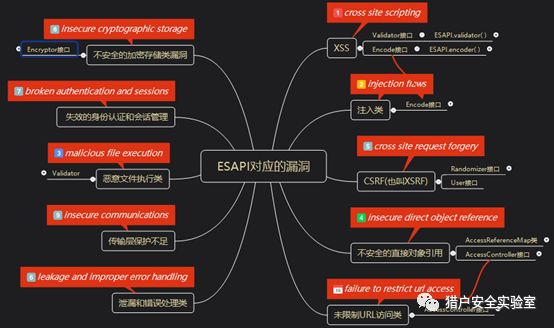 ESAPI对应的漏洞
1 cross site scripting
XSS
Validator接口
ESAPI.validator()
Encode接口
ESAPI.encoder()
2 injection flaws
注入类
Encode接口
5 cross site request forgery
CSRF(也叫XSRF)
Randomizer接口
User接口
4 insecure direct object reference
不安全的直接对象引用
AccessReferenceMap类
AccessController接口
10 failure to restrict url access
未限制URL访问类
AccessController接口
8 insecure cryptographic storage
不安全的加密存储类漏洞
Encryptor接口
7 broken authentication and sessions
失效的身份认证和会话管理
3 malicious file execution
恶意文件执行类
Validator
9 insecure communications
传输层保护不足
6 leakage and improper error handling
泄漏和错误处理类
猎户安全实验室